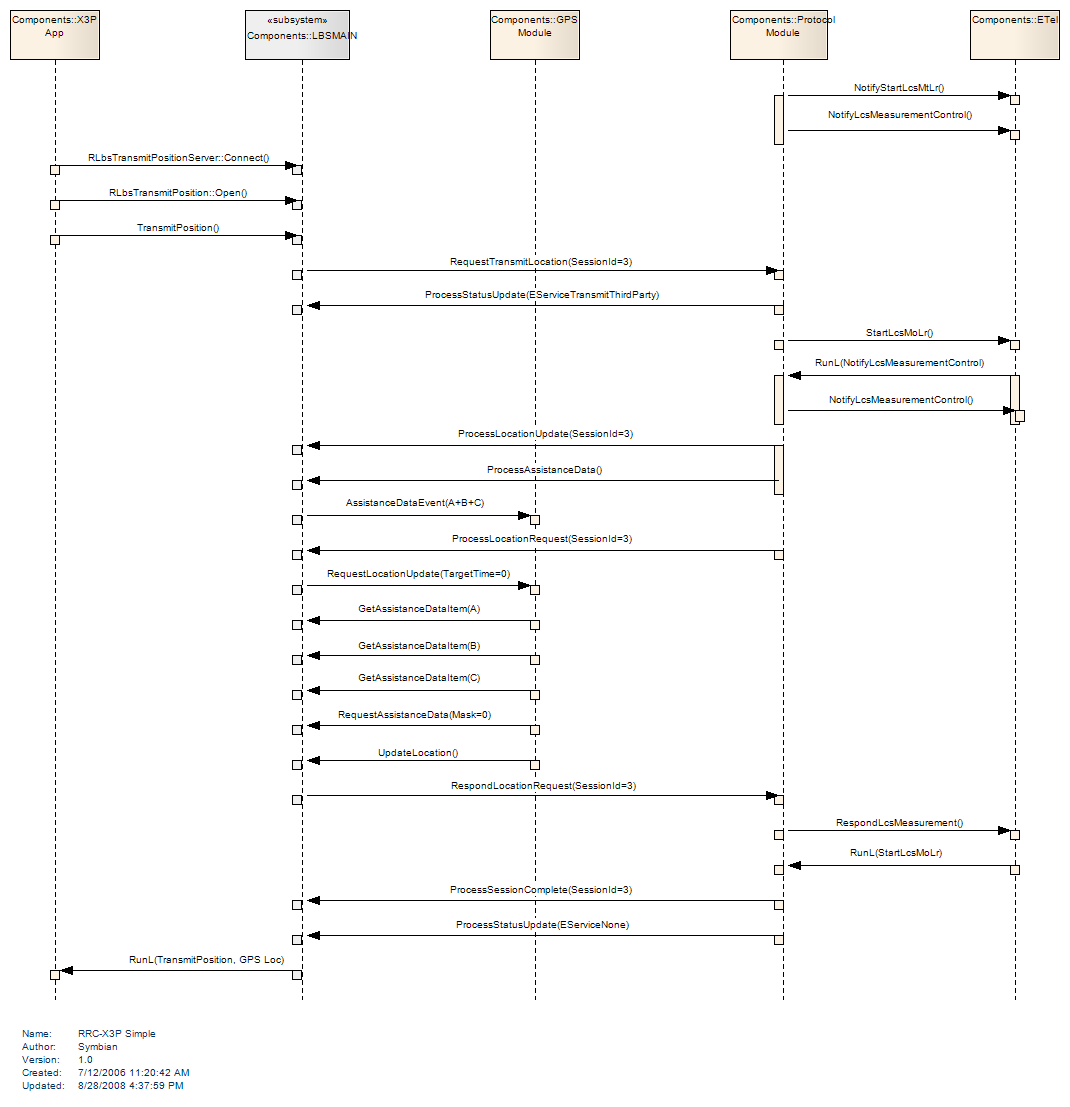 Components::X3P
App
«subsystem»
Components::LBSMAIN
Components::GPS
Module
Components::Protocol
Module
Components::ETel
NotifyStartLcsMtLr()
NotifyLcsMeasurementControl()
RLbsTransmitPositionServer::Connect()
RLbsTransmitPosition::Open()
TransmitPosition()
RequestTransmitLocation(SessionId=3)
ProcessStatusUpdate(EServiceTransmitThirdParty)
StartLcsMoLr()
RunL(NotifyLcsMeasurementControl)
NotifyLcsMeasurementControl()
ProcessLocationUpdate(SessionId=3)
ProcessAssistanceData()
AssistanceDataEvent(A+B+C)
ProcessLocationRequest(SessionId=3)
RequestLocationUpdate(TargetTime=0)
GetAssistanceDataItem(A)
GetAssistanceDataItem(B)
GetAssistanceDataItem(C)
RequestAssistanceData(Mask=0)
UpdateLocation()
RespondLocationRequest(SessionId=3)
RespondLcsMeasurement()
RunL(StartLcsMoLr)
ProcessSessionComplete(SessionId=3)
ProcessStatusUpdate(EServiceNone)
RunL(TransmitPosition, GPS Loc)
Name: RRC-X3P Simple
Author: Symbian
Version: 1.0
Created: 7/12/2006 11:20:42 AM
Updated: 8/28/2008 4:37:59 PM